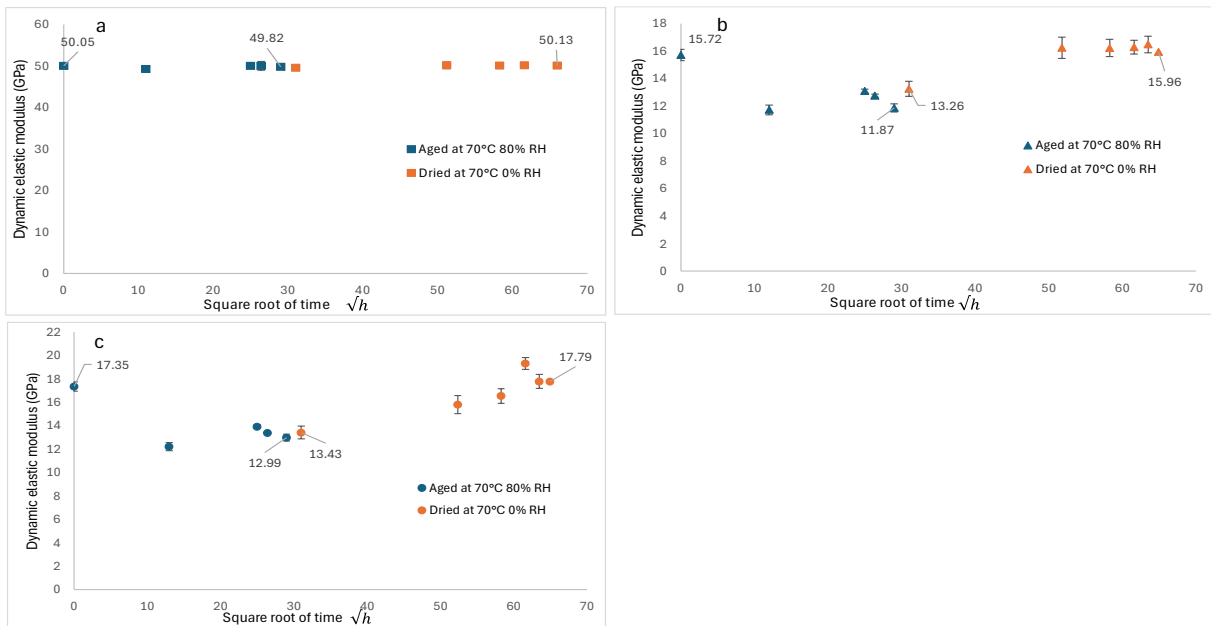 a
60
50
40
30
20
10
0
50.05
49.82
50.13
Aged at 70°C 80% RH
Dried at 70°C 0% RH
Dynamic elastic modulus (GPa)
0 10 20 30 40 50 60 70
Square root of time √h
b
18
16
14
12
10
8
6
4
2
0
15.72
11.87
13.26
15.96
Aged at 70°C 80% RH
Dried at 70°C 0% RH
Dynamic elastic modulus (GPa)
0 10 20 30 40 50 60 70
Square root of time √h
c
22
20
18
16
14
12
10
8
6
4
2
0
17.35
12.99
13.43
17.79
Aged at 70°C 80% RH
Dried at 70°C 0% RH
Dynamic elastic modulus (GPa)
0 10 20 30 40 50 60 70
Square root of time √h